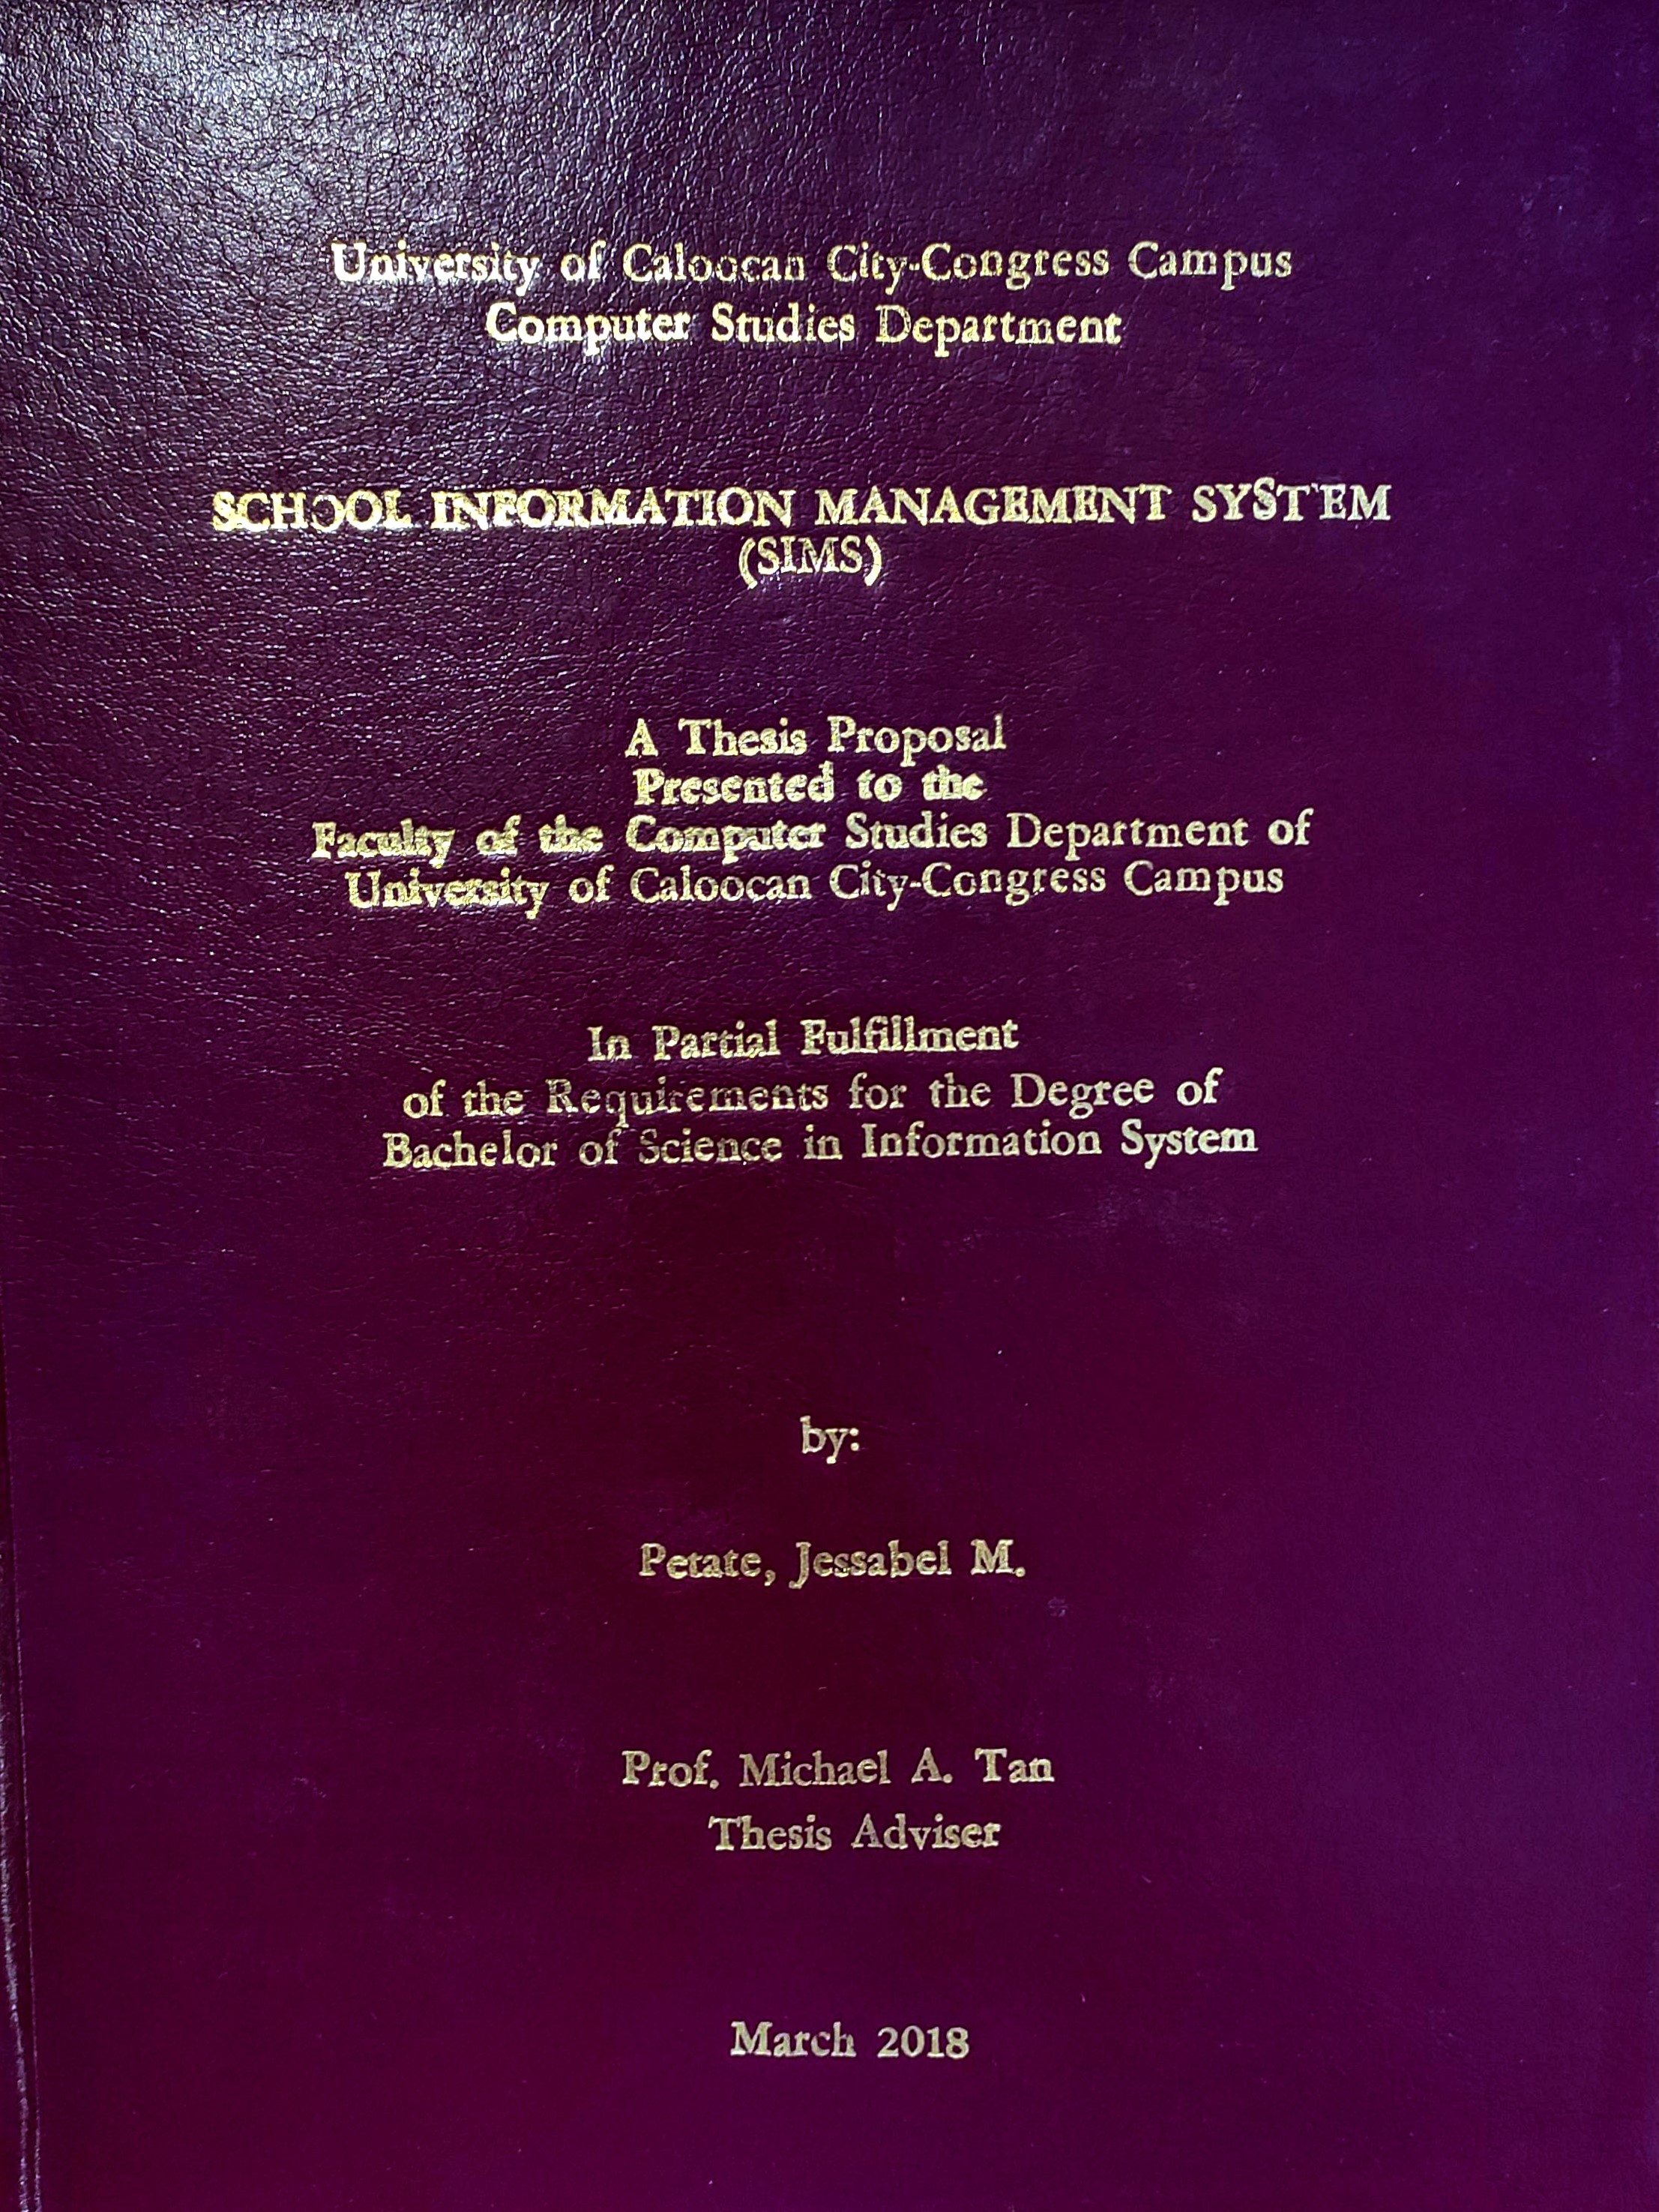 University of Caloocan City-Congress Campus
Computer Studies Department
SCHOOL INFORMATION MANAGEMENT SYSTEM
(SIMS)
A Thesis Proposal
Presented to the
Faculty of the Computer Studies Department of
University of Caloocan City-Congress Campus
In Partial Fulfillment
of the Requirements for the Degree of
Bachelor of Science in Information System
by:
Petate, Jessabel M.
Prof. Michael A. Tan
Thesis Adviser
March 2018